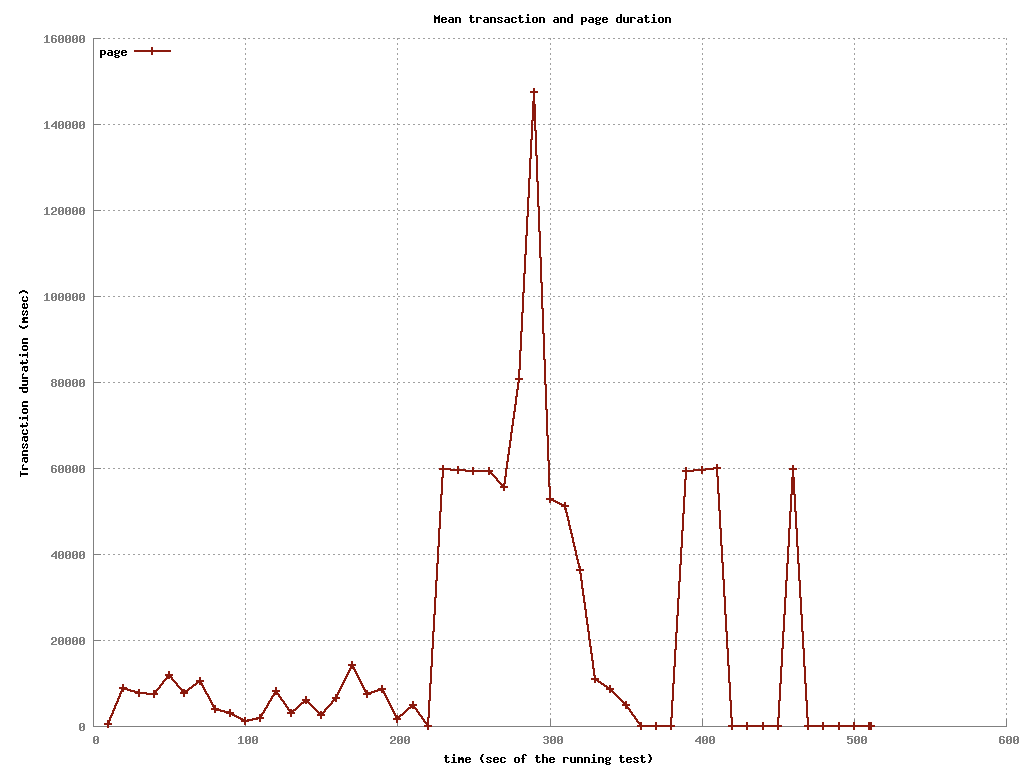 Mean transaction and page duration
160000
page
140000
120000
100000
80000
60000
40000
20000
0
0 100 200 300 400 500 600
Transaction duration (msec)
time (sec of the running test)